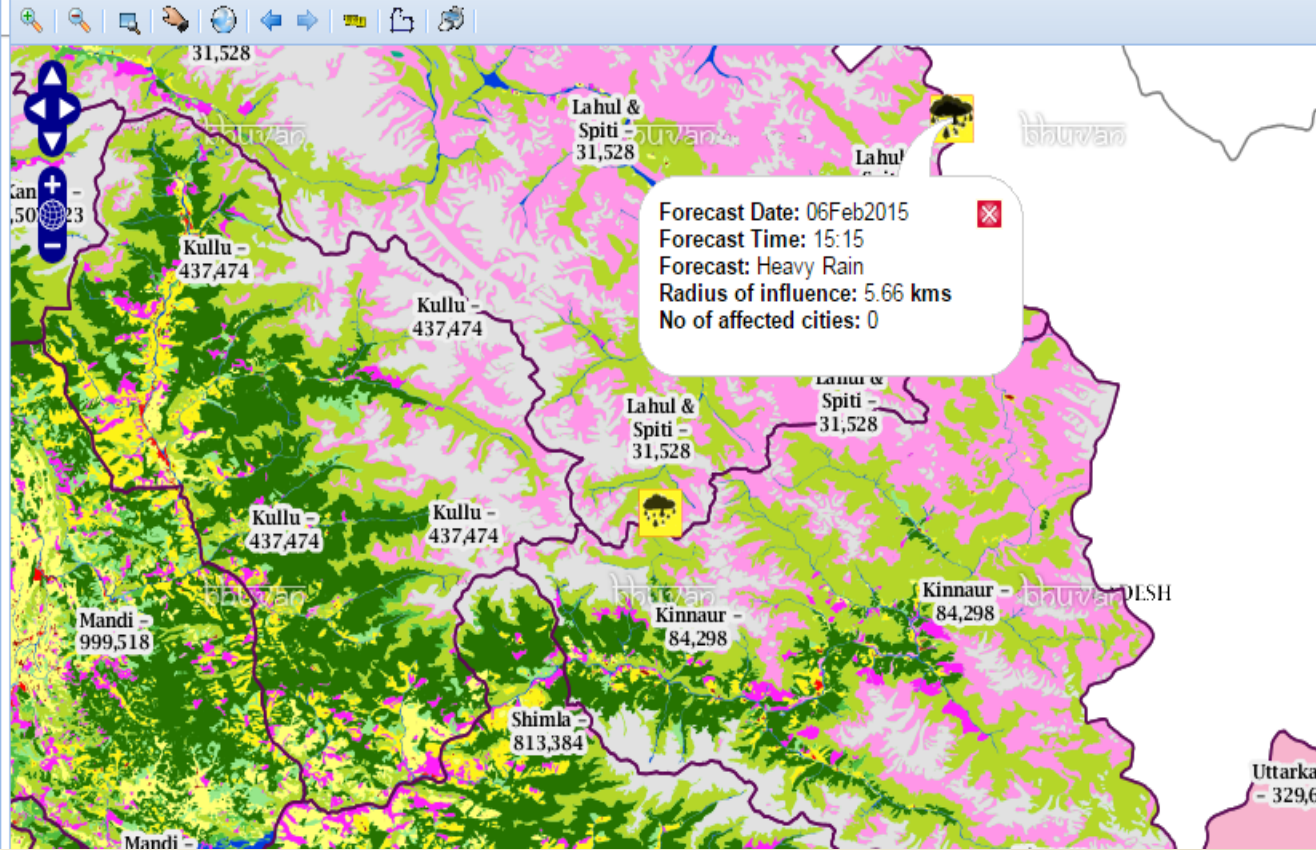 31,528
Lahul &
Spiti –
31,528
bhuvan
bhuvan
bhuvan
Lahul
Kullu –
437,474
Forecast Date: 06Feb2015
Forecast Time: 15:15
Forecast: Heavy Rain
Radius of influence: 5.66 kms
No of affected cities: 0
Kullu –
437,474
Lahul &
Spiti –
31,528
Lahul &
Spiti –
31,528
Kullu –
437,474
Kullu –
437,474
bhuvan
bhuvan
bhuvan
DESH
Kinnaur –
84,298
Kinnaur –
84,298
Mandi –
999,518
Shimla –
813,384
Uttarka
– 329,6
Mandi –